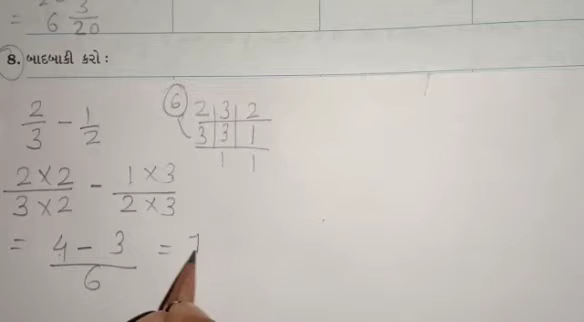 = 6 3/20
8. બાદબાકી કરો :
2/3 - 1/2
6
2 | 3 | 2
3 | 3 | 1
1 | 1
2 × 2 / 3 × 2 - 1 × 3 / 2 × 3
= 4 - 3 / 6 =